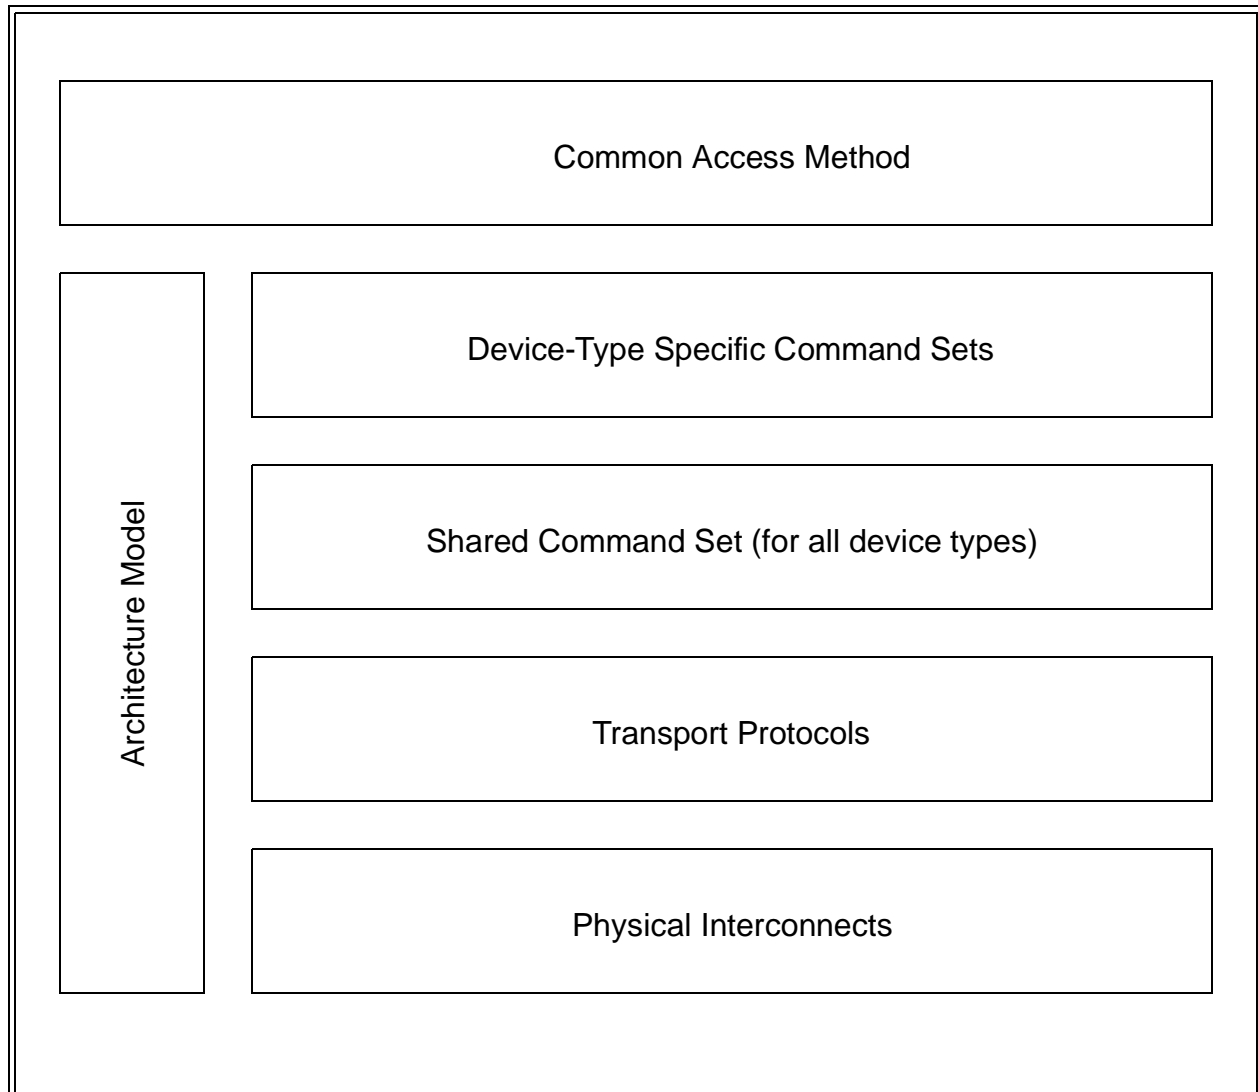 Common Access Method
Architecture Model
Device-Type Specific Command Sets
Shared Command Set (for all device types)
Transport Protocols
Physical Interconnects